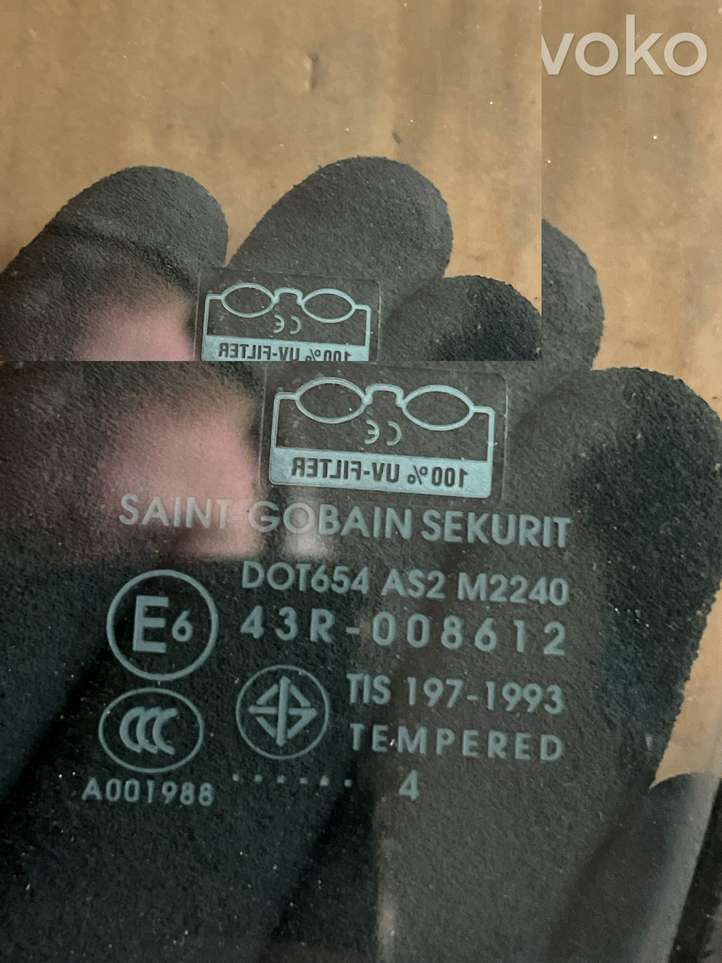 voko
CE
100% UV-FILTER
CE
100% UV-FILTER
SAINT-GOBAIN SEKURIT
DOT654 AS2 M2240
E6 43R-008612
CCC TIS 197-1993
TEMPERED
A001988 ...... 4